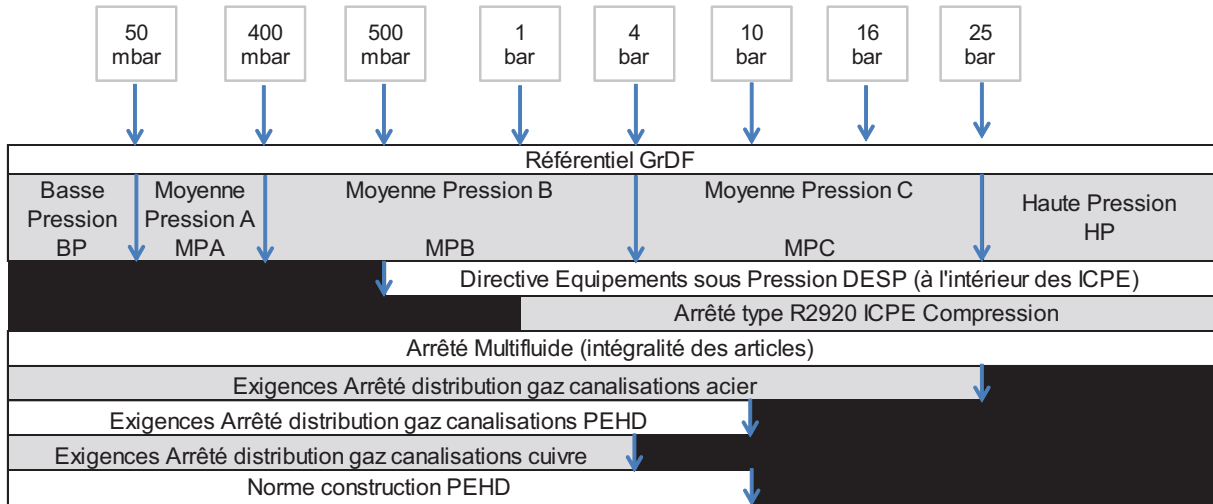 50 mbar
400 mbar
500 mbar
1 bar
4 bar
10 bar
16 bar
25 bar
Référentiel GrDF
Basse Pression BP
Moyenne Pression A MPA
Moyenne Pression B MPB
Moyenne Pression C MPC
Haute Pression HP
Directive Equipements sous Pression DESP (à l'intérieur des ICPE)
Arrêté type R2920 ICPE Compression
Arrêté Multifluide (intégralité des articles)
Exigences Arrêté distribution gaz canalisations acier
Exigences Arrêté distribution gaz canalisations PEHD
Exigences Arrêté distribution gaz canalisations cuivre
Norme construction PEHD